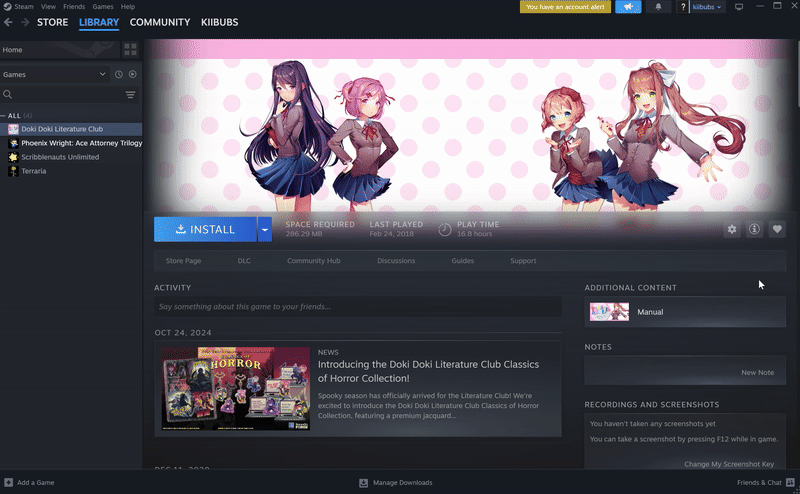 Steam View Friends Games Help
You have an account alert!
? kiibubs
STORE LIBRARY COMMUNITY KIIBUBS
Home
Games
ALL (4)
Doki Doki Literature Club
Phoenix Wright: Ace Attorney Trilogy
Scribblenauts Unlimited
Terraria
INSTALL
SPACE REQUIRED
286.29 MB
LAST PLAYED
Feb 24, 2018
PLAY TIME
16.8 hours
Store Page DLC Community Hub Discussions Guides Support
ACTIVITY
Say something about this game to your friends...
OCT 24, 2024
HORROR
NEWS
Introducing the Doki Doki Literature Club Classics
of Horror Collection!
Spooky season has officially arrived for the Literature Club! We're
excited to introduce the Doki Doki Literature Club Classics of Horror
Collection, featuring a premium jacquard...
ADDITIONAL CONTENT
Manual
NOTES
New Note
RECORDINGS AND SCREENSHOTS
You haven't taken any screenshots yet
You can take a screenshot by pressing F12 while in game.
Change My Screenshot Key
Add a Game
Manage Downloads
Friends & Chat